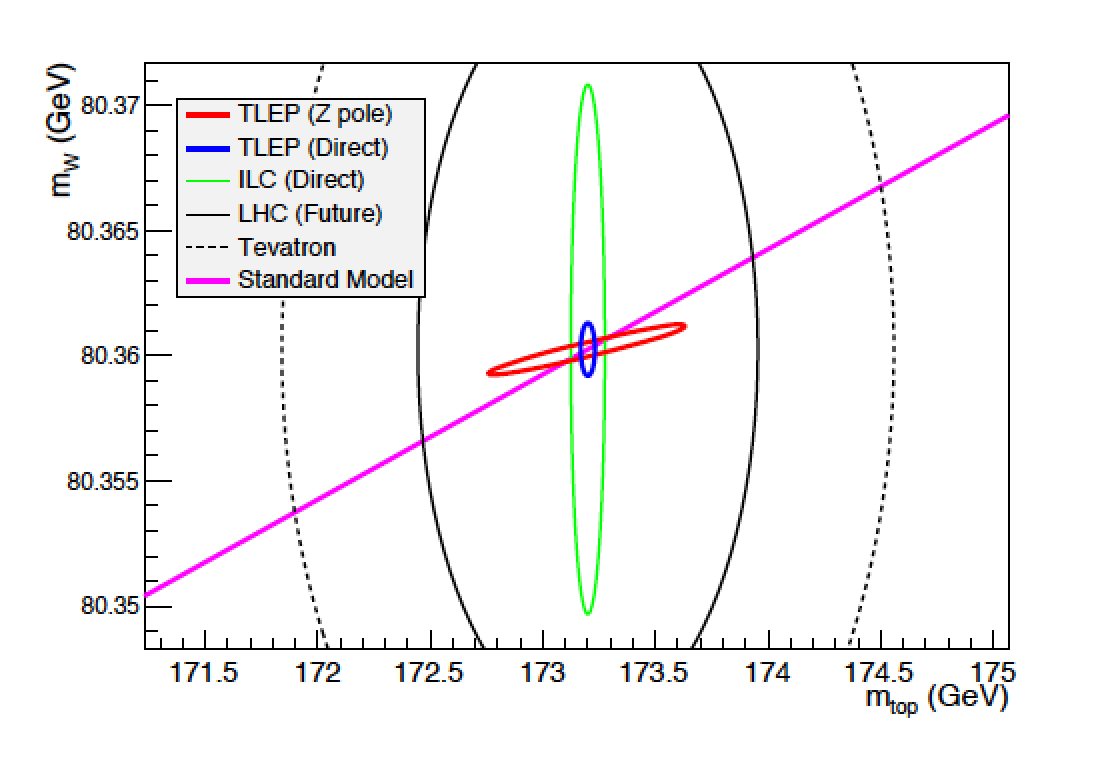 m_W (GeV)
80.37
80.365
80.36
80.355
80.35
TLEP (Z pole)
TLEP (Direct)
ILC (Direct)
LHC (Future)
Tevatron
Standard Model
171.5 172 172.5 173 173.5 174 174.5 175
m_top (GeV)